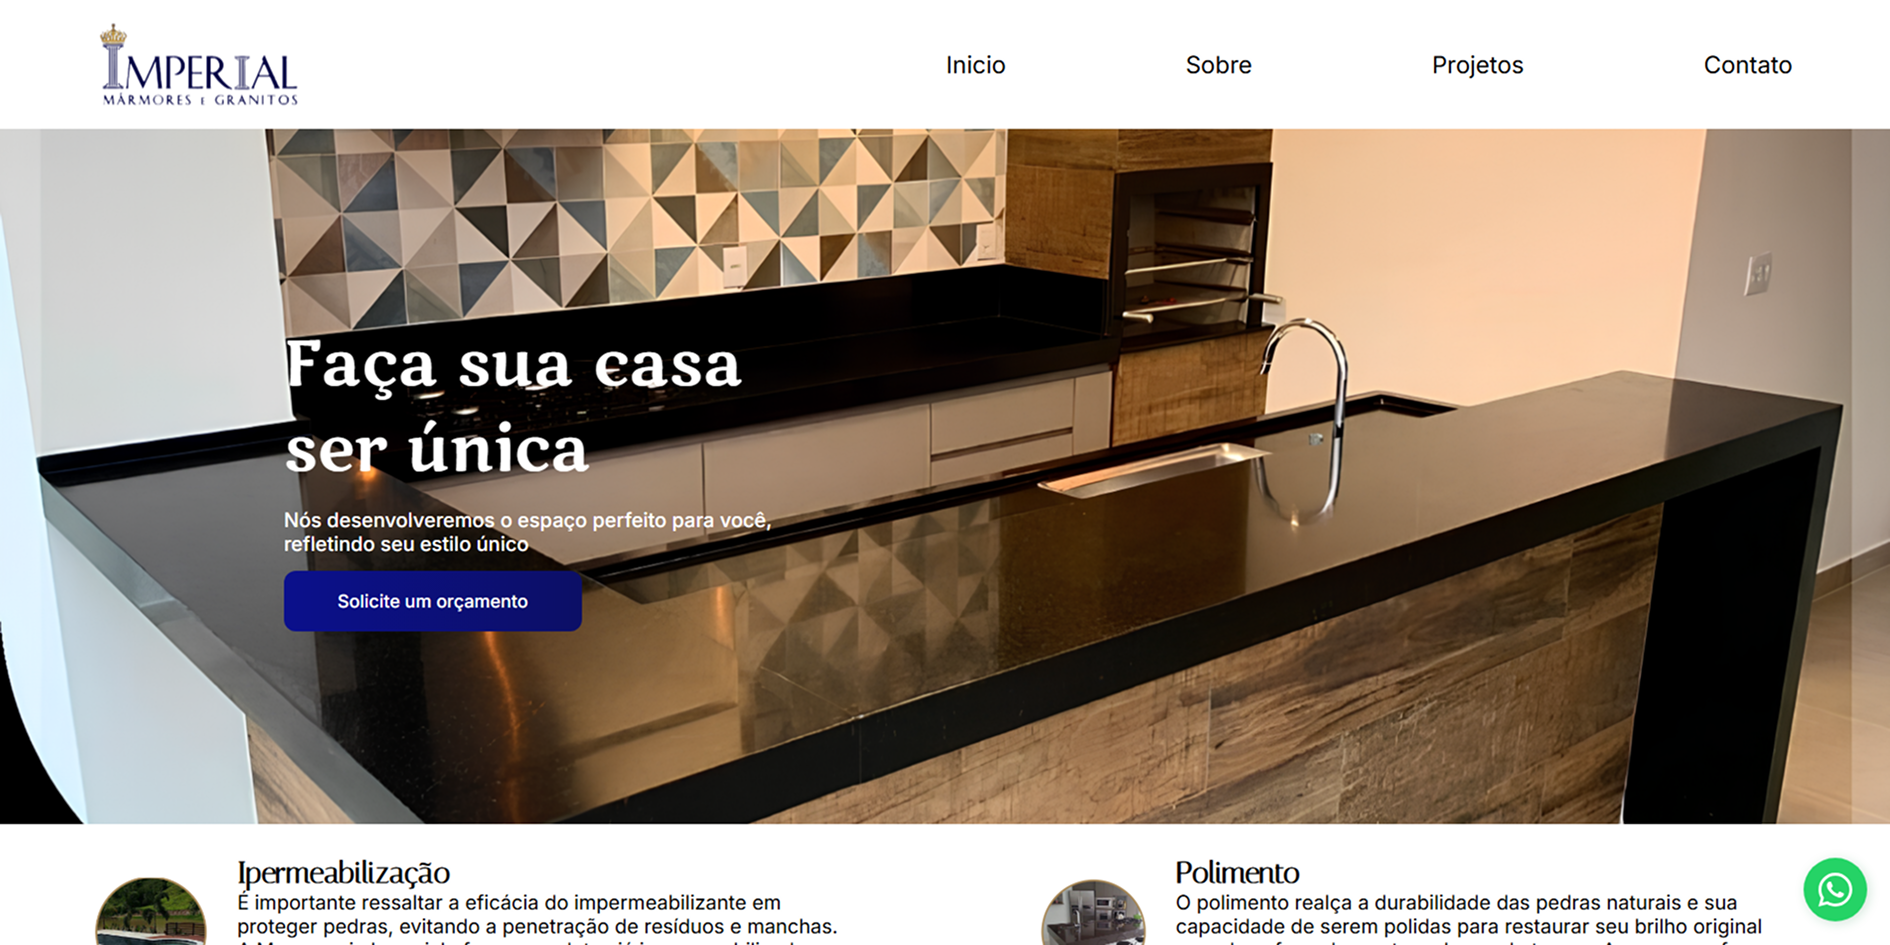 IMPERIAL
MÁRMORES E GRANITOS
Inicio
Sobre
Projetos
Contato
Faça sua casa
ser única
Nós desenvolveremos o espaço perfeito para você,
refletindo seu estilo único
Solicite um orçamento
Ipermeabilização
É importante ressaltar a eficácia do impermeabilizante em
proteger pedras, evitando a penetração de resíduos e manchas.
Polimento
O polimento realça a durabilidade das pedras naturais e sua
capacidade de serem polidas para restaurar seu brilho original